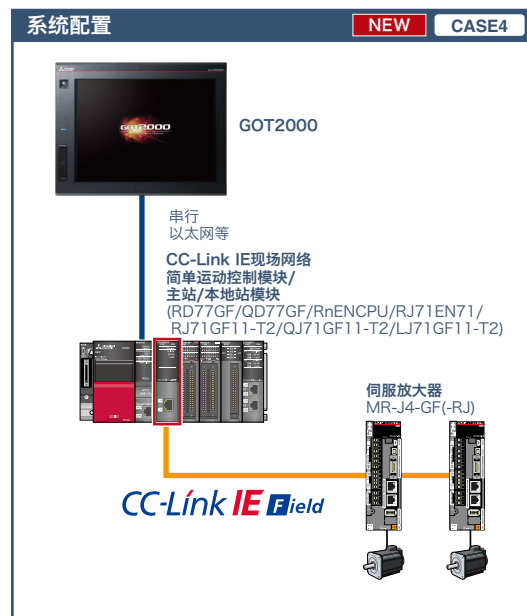 系统配置
NEW
CASE4
GOT2000
GOT2000
串行
以太网等
CC-Link IE现场网络
简单运动控制模块/
主站/本地站模块
(RD77GF/QD77GF/RnENCPU/RJ71EN71/
RJ71GF11-T2/QJ71GF11-T2/LJ71GF11-T2)
伺服放大器
MR-J4-GF(-RJ)
CC-Link IE Field